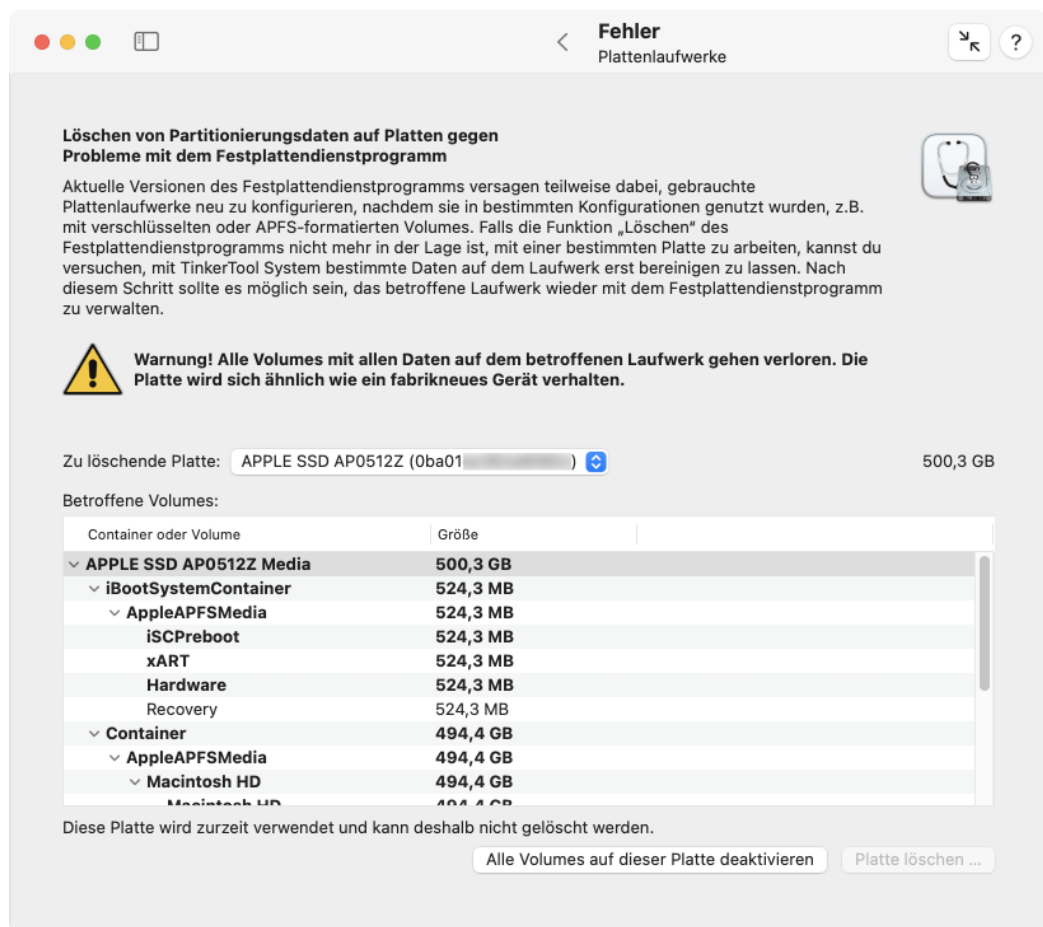 Fehler
Plattenlaufwerke
?
Löschen von Partitionierungsdaten auf Platten gegen
Probleme mit dem Festplattendienstprogramm
Aktuelle Versionen des Festplattendienstprogramms versagen teilweise dabei, gebrauchte
Plattenlaufwerke neu zu konfigurieren, nachdem sie in bestimmten Konfigurationen genutzt wurden, z.B.
mit verschlüsselten oder APFS-formatierten Volumes. Falls die Funktion „Löschen" des
Festplattendienstprogramms nicht mehr in der Lage ist, mit einer bestimmten Platte zu arbeiten, kannst du
versuchen, mit TinkerTool System bestimmte Daten auf dem Laufwerk erst bereinigen zu lassen. Nach
diesem Schritt sollte es möglich sein, das betroffene Laufwerk wieder mit dem Festplattendienstprogramm
zu verwalten.
Warnung! Alle Volumes mit allen Daten auf dem betroffenen Laufwerk gehen verloren. Die
Platte wird sich ähnlich wie ein fabrikneues Gerät verhalten.
Zu löschende Platte: APPLE SSD AP0512Z (0ba01 ) 500,3 GB
Betroffene Volumes:
Container oder Volume Größe
APPLE SSD AP0512Z Media 500,3 GB
iBootSystemContainer 524,3 MB
AppleAPFSMedia 524,3 MB
iSCPreboot 524,3 MB
xART 524,3 MB
Hardware 524,3 MB
Recovery 524,3 MB
Container 494,4 GB
AppleAPFSMedia 494,4 GB
Macintosh HD 494,4 GB
Macintosh HD 494,4 GB
Diese Platte wird zurzeit verwendet und kann deshalb nicht gelöscht werden.
Alle Volumes auf dieser Platte deaktivieren Platte löschen ...